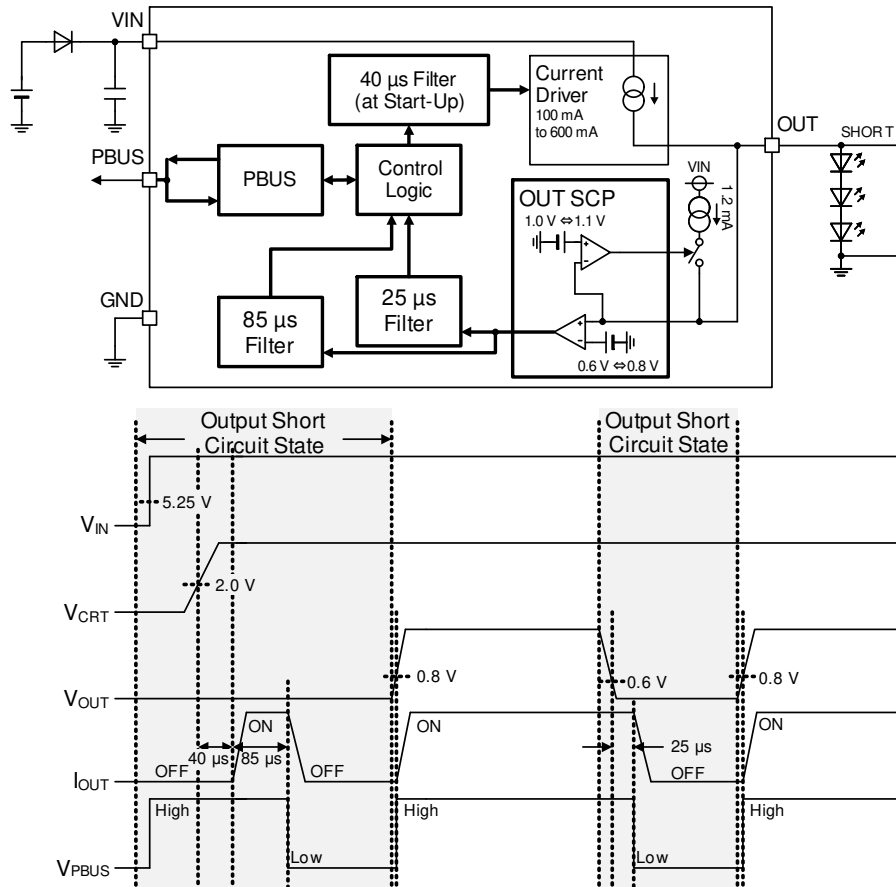 VIN
40 µs Filter
(at Start-Up)
Current
Driver
100 mA
to 600 mA
OUT
SHORT
PBUS
PBUS
Control
Logic
OUT SCP
1.0 V ⇔1.1 V
VIN
1.2 mA
+
-
GND
85 µs
Filter
25 µs
Filter
+
-
0.6 V ⇔0.8 V
Output Short
Circuit State
Output Short
Circuit State
5.25 V
VIN
2.0 V
VCRT
0.8 V
0.6 V
0.8 V
VOUT
ON
ON
ON
40 µs
85 µs
25 µs
OFF
OFF
OFF
IOUT
High
High
High
Low
Low
VPBUS